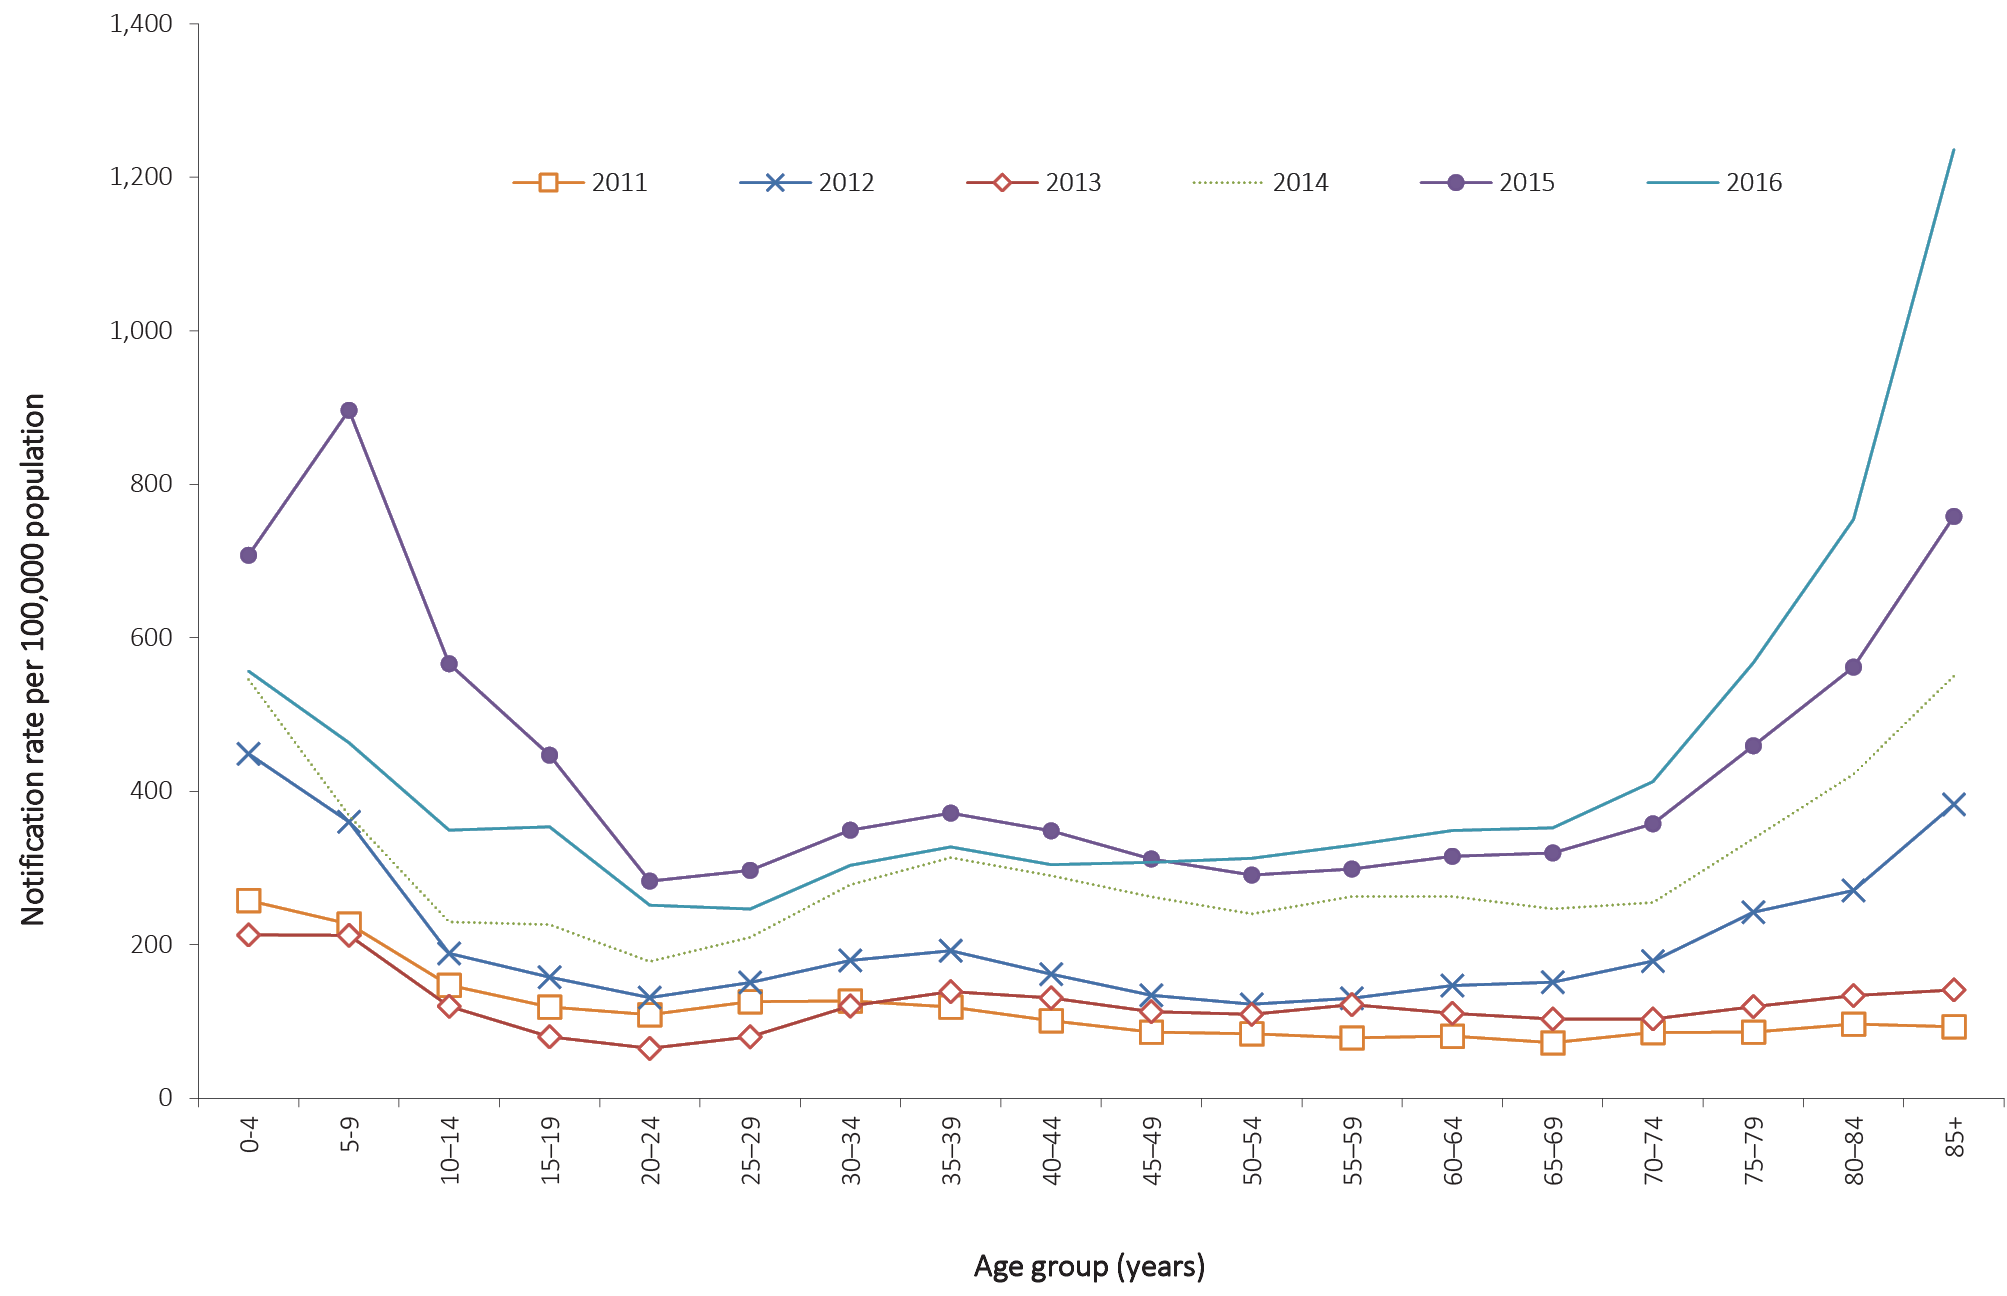 1,400
1,200
1,000
800
600
400
200
0
Notification rate per 100,000 population
2011 2012 2013 2014 2015 2016
0-4 5-9 10–14 15–19 20–24 25–29 30–34 35–39 40–44 45–49 50–54 55–59 60–64 65–69 70–74 75–79 80–84 85+
Age group (years)